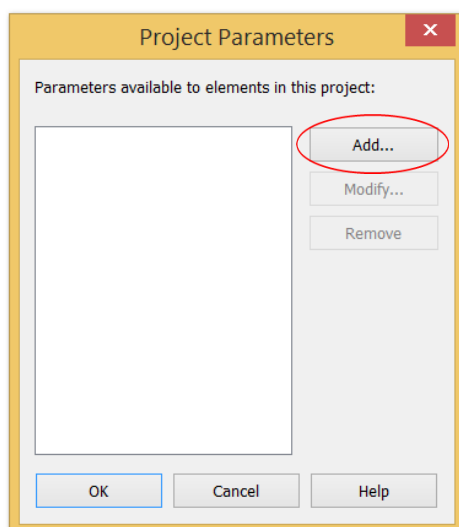 Project Parameters
x
Parameters available to elements in this project:
Add...
Modify...
Remove
OK
Cancel
Help